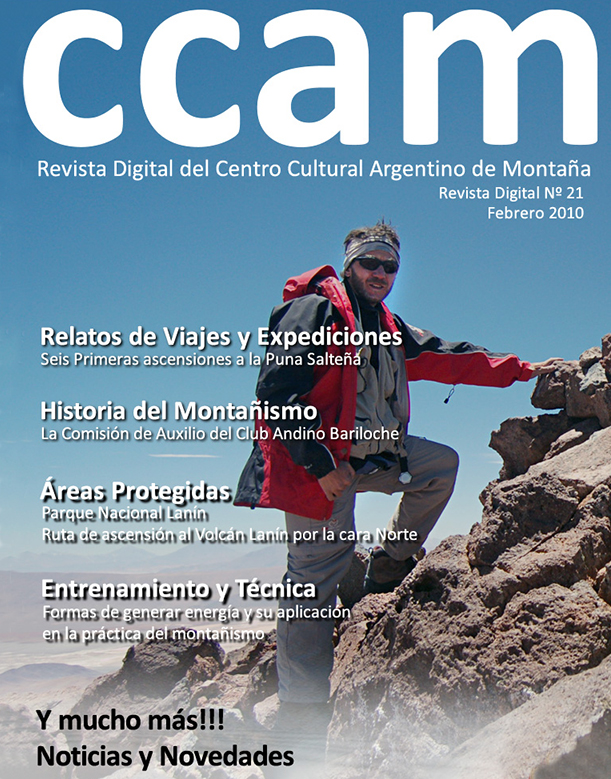 ccam
Revista Digital del Centro Cultural Argentino de Montaña
Revista Digital Nº 21
Febrero 2010
Relatos de Viajes y Expediciones
Seis Primeras ascensiones a la Puna Salteñá
Historia del Montañismo
La Comisión de Auxilio del Club Andino Bariloche
Áreas Protegidas
Parque Nacional Lanín
Ruta de ascensión al Volcán Lanín por la cara Norte
Entrenamiento y Técnica
Formas de generar energía y su aplicación
en la práctica del montañismo
Y mucho más!!!
Noticias y Novedades